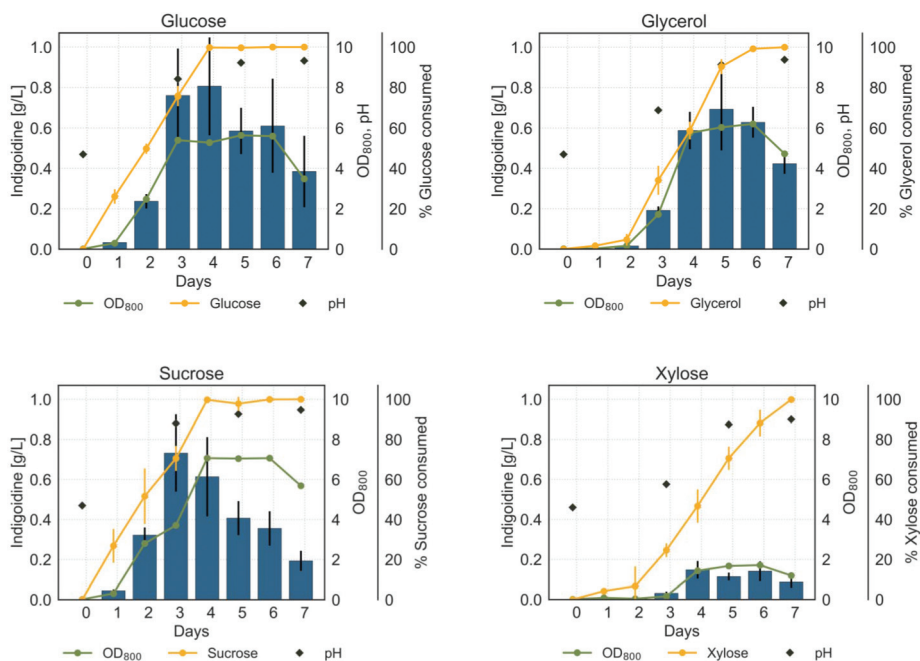 Glucose
Indigoidine [g/L]
1.0
0.8
0.6
0.4
0.2
0.0
10
8
6
4
2
0
OD800, pH
100
80
60
40
20
0
% Glucose consumed
0 1 2 3 4 5 6 7
Days
OD800 Glucose pH
Glycerol
Indigoidine [g/L]
1.0
0.8
0.6
0.4
0.2
0.0
10
8
6
4
2
0
OD800, pH
100
80
60
40
20
0
% Glycerol consumed
0 1 2 3 4 5 6 7
Days
OD800 Glycerol pH
Sucrose
Indigoidine [g/L]
1.0
0.8
0.6
0.4
0.2
0.0
10
8
6
4
2
0
OD800
100
80
60
40
20
0
% Sucrose consumed
0 1 2 3 4 5 6 7
Days
OD800 Sucrose pH
Xylose
Indigoidine [g/L]
1.0
0.8
0.6
0.4
0.2
0.0
10
8
6
4
2
0
OD800
100
80
60
40
20
0
% Xylose consumed
0 1 2 3 4 5 6 7
Days
OD800 Xylose pH